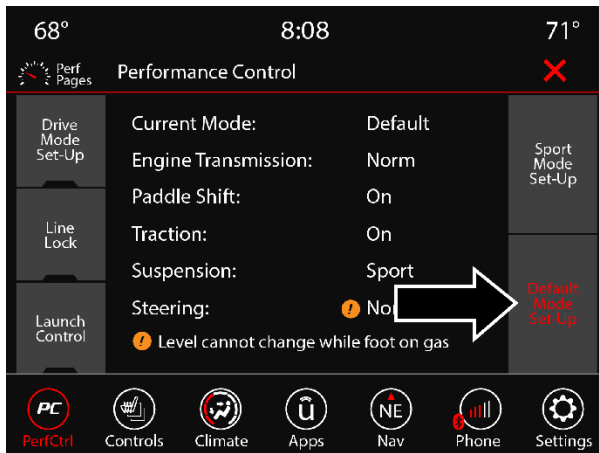 68° 8:08 71°
Perf
Pages
Performance Control
Drive
Mode
Set-Up
Line
Lock
Launch
Control
Current Mode: Default
Engine Transmission: Norm
Paddle Shift: On
Traction: On
Suspension: Sport
Steering:
Level cannot change while foot on gas
Sport
Mode
Set-Up
Default
Mode
Set-Up
PC
PerfCtrl
Controls
Climate
û
Apps
NE
Nav
Phone
Settings